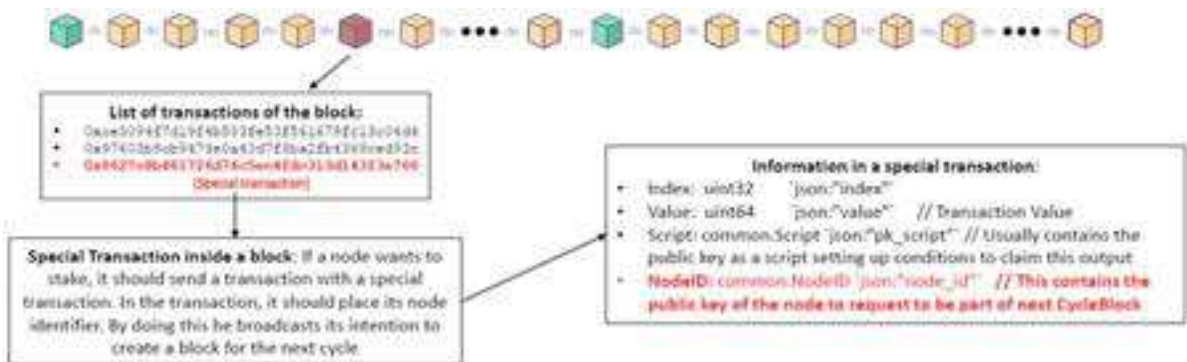 List of transactions of the block:
(Special transaction)
Special Transaction inside a block: If a node wants to
stake, it should send a transaction with a special
transaction. In the transaction, it should place its node
identifier. By doing this he broadcasts its intention to
create a block for the next cycle
Information in a special transaction:
• Index: uint32 `json:"index"`
• Value: uint64 `json:"value"` // Transaction Value
• Script: common.Script `json:"pk_script"` // Usually contains the
public key as a script setting up conditions to claim this output
• NodeID: common.NodeID `json:"node_id"` // This contains the
public key of the node to request to be part of next CycleBlock